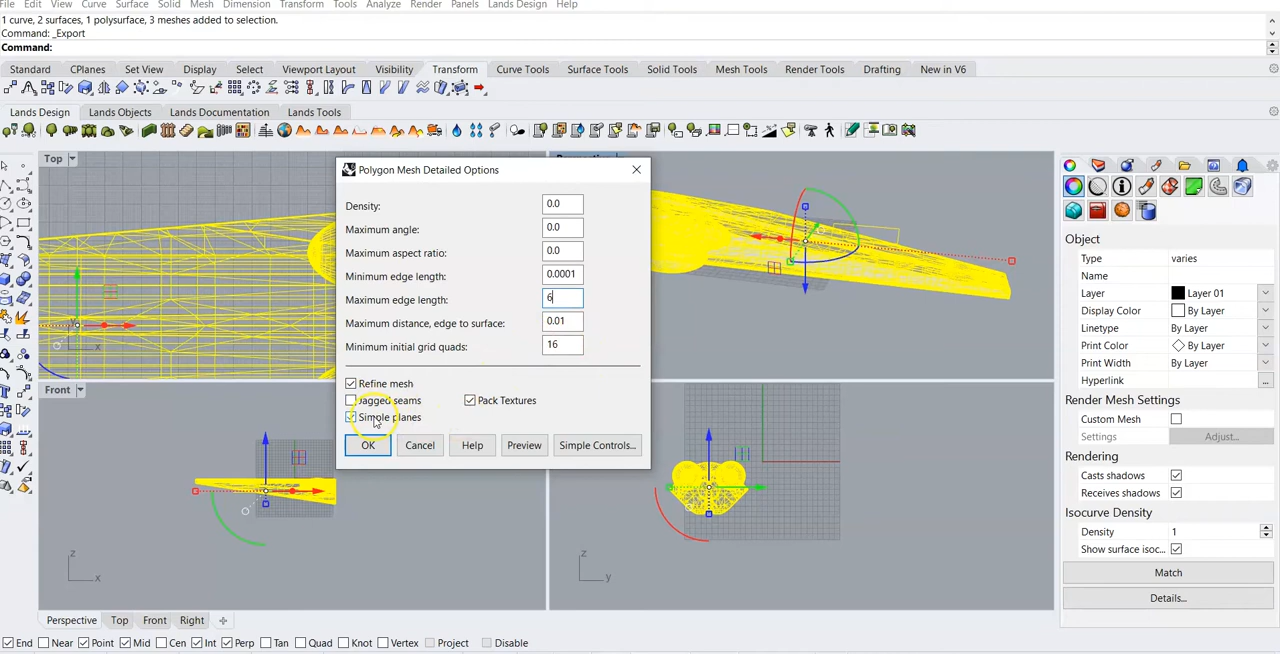 File Edit View Curve Surface Solid Mesh Dimension Transform Tools Analyze Render Panels Lands Design Help
1 curve, 2 surfaces, 1 polysurface, 3 meshes added to selection.
Command: _Export
Command:
Standard CPlanes Set View Display Select Viewport Layout Visibility Transform Curve Tools Surface Tools Solid Tools Mesh Tools Render Tools Drafting New in V6
Lands Design Lands Objects Lands Documentation Lands Tools
Top
Polygon Mesh Detailed Options
Density: 0.0
Maximum angle: 0.0
Maximum aspect ratio: 0.0
Minimum edge length: 0.0001
Maximum edge length: 6
Maximum distance, edge to surface: 0.01
Minimum initial grid quads: 16
Refine mesh
Jagged seams Pack Textures
Simple planes
OK Cancel Help Preview Simple Controls...
y
x
Front
z
x
z
y
Object
Type varies
Name
Layer Layer 01
Display Color By Layer
Linetype By Layer
Print Color By Layer
Print Width By Layer
Hyperlink ...
Render Mesh Settings
Custom Mesh
Settings Adjust...
Rendering
Casts shadows
Receives shadows
Isocurve Density
Density 1
Show surface isoc...
Match
Details...
Perspective Top Front Right
End Near Point Mid Cen Int Perp Tan Quad Knot Vertex Project Disable